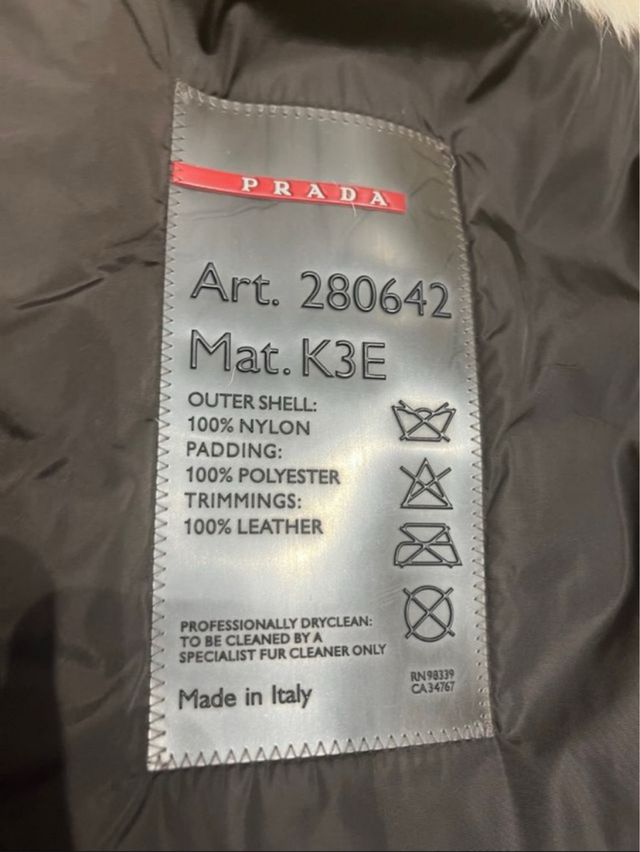 PRADA
Art. 280642
Mat. K3E
OUTER SHELL:
100% NYLON
PADDING:
100% POLYESTER
TRIMMINGS:
100% LEATHER
PROFESSIONALLY DRYCLEAN:
TO BE CLEANED BY A
SPECIALIST FUR CLEANER ONLY
Made in Italy
RN98339
CA34767